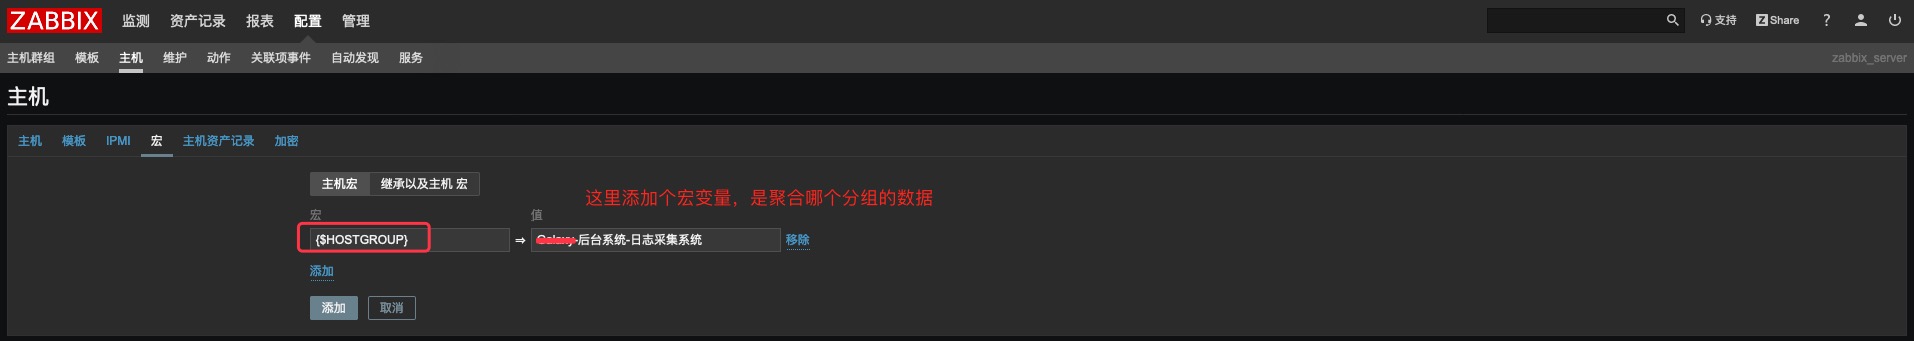 ZABBIX 监测 资产记录 报表 配置 管理 支持 Z Share ?
主机群组 模板 主机 维护 动作 关联项事件 自动发现 服务 zabbix_server
主机
主机 模板 IPMI 宏 主机资产记录 加密
主机宏 继承以及主机 宏
这里添加个宏变量，是聚合哪个分组的数据
宏 值
{$HOSTGROUP} ⇒ -后台系统-日志采集系统 移除
添加
添加 取消